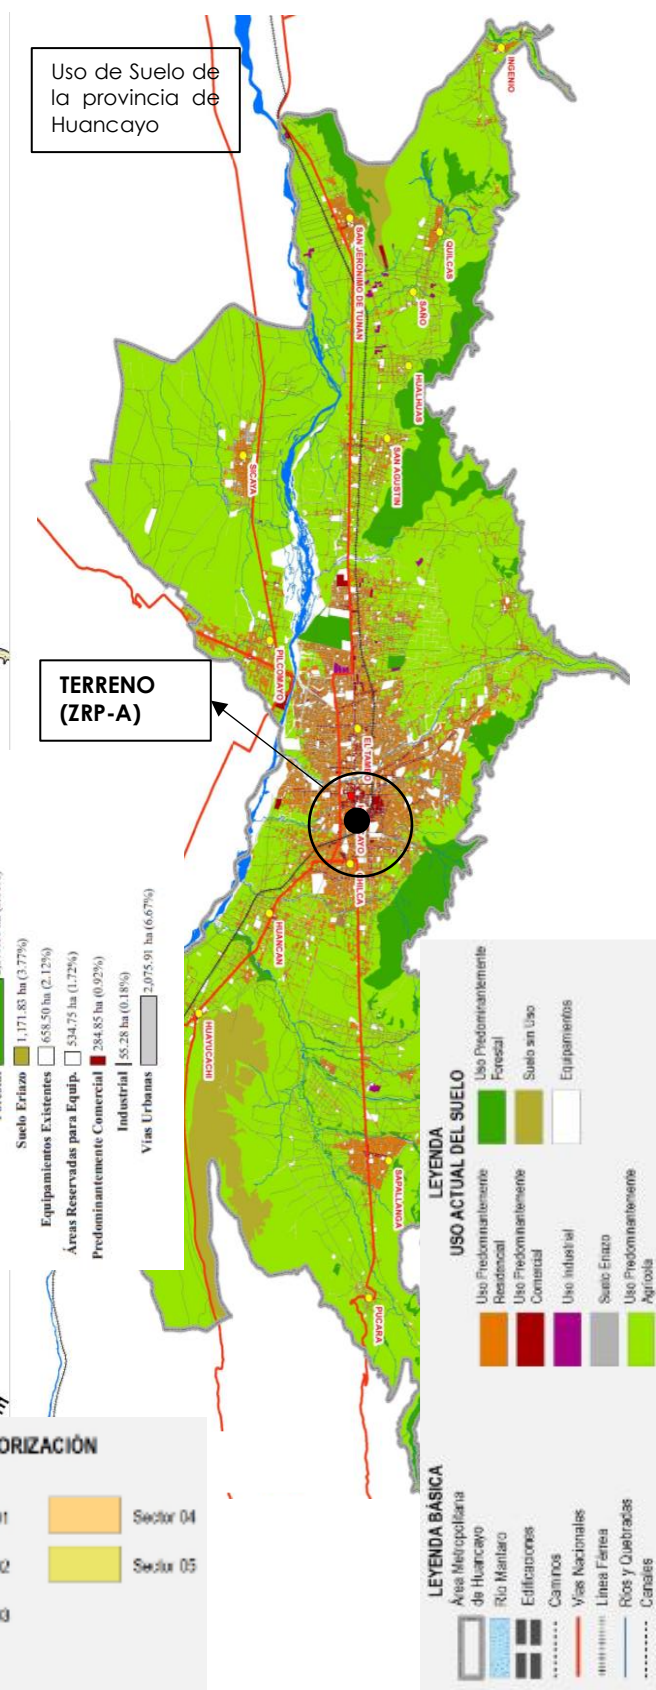 Uso de Suelo de
la provincia de
Huancayo
INGENIO
SAN JERONIMO DE TUNAN
QUILCAS
SAÑO
HUALHUAS
SAN AGUSTIN
SICAYA
PILCOMAYO
TERRENO
(ZRP-A)
EL TAMBO
CHILCA
HUANCAN
HUAYUCACHI
SAPALLANGA
PUCARA
Suelo Eriazo 1,171.83 ha (3.77%)
Equipamientos Existentes 658.50 ha (2.12%)
Áreas Reservadas para Equip. 534.75 ha (1.72%)
Predominantemente Comercial 284.85 ha (0.92%)
Industrial 55.28 ha (0.18%)
Vías Urbanas 2,075.91 ha (6.67%)
LEYENDA
USO ACTUAL DEL SUELO
Uso Predominantemente
Residencial
Uso Predominantemente
Comercial
Uso Industrial
Suelo Eriazo
Uso Predominantemente
Agrícola
Uso Predominantemente
Forestal
Suelo sin Uso
Equipamientos
LEYENDA BÁSICA
Área Metropolitana
de Huancayo
Río Mantaro
Edificaciones
Caminos
Vías Nacionales
Línea Férrea
Ríos y Quebradas
Canales
ORIZACIÓN
Sector 04
Sector 05